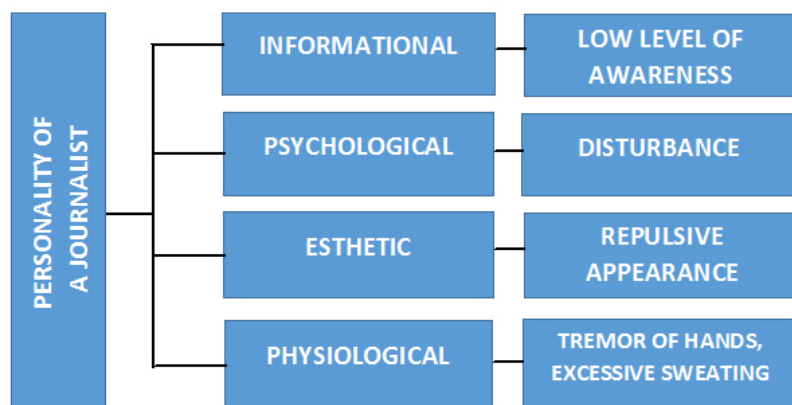 PERSONALITY OF
A JOURNALIST
INFORMATIONAL
LOW LEVEL OF
AWARENESS
PSYCHOLOGICAL
DISTURBANCE
ESTHETIC
REPULSIVE
APPEARANCE
PHYSIOLOGICAL
TREMOR OF HANDS,
EXCESSIVE SWEATING